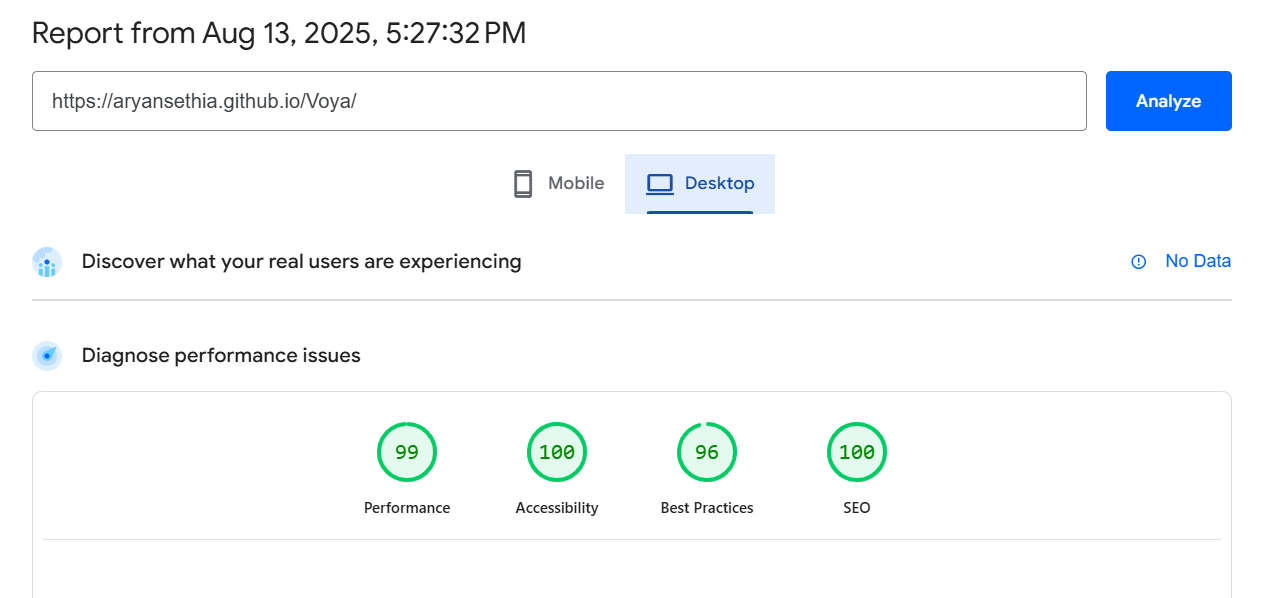 Report from Aug 13, 2025, 5:27:32 PM
https://aryansethia.github.io/Voya/
Analyze
Mobile
Desktop
Discover what your real users are experiencing
No Data
Diagnose performance issues
99
100
96
100
Performance
Accessibility
Best Practices
SEO